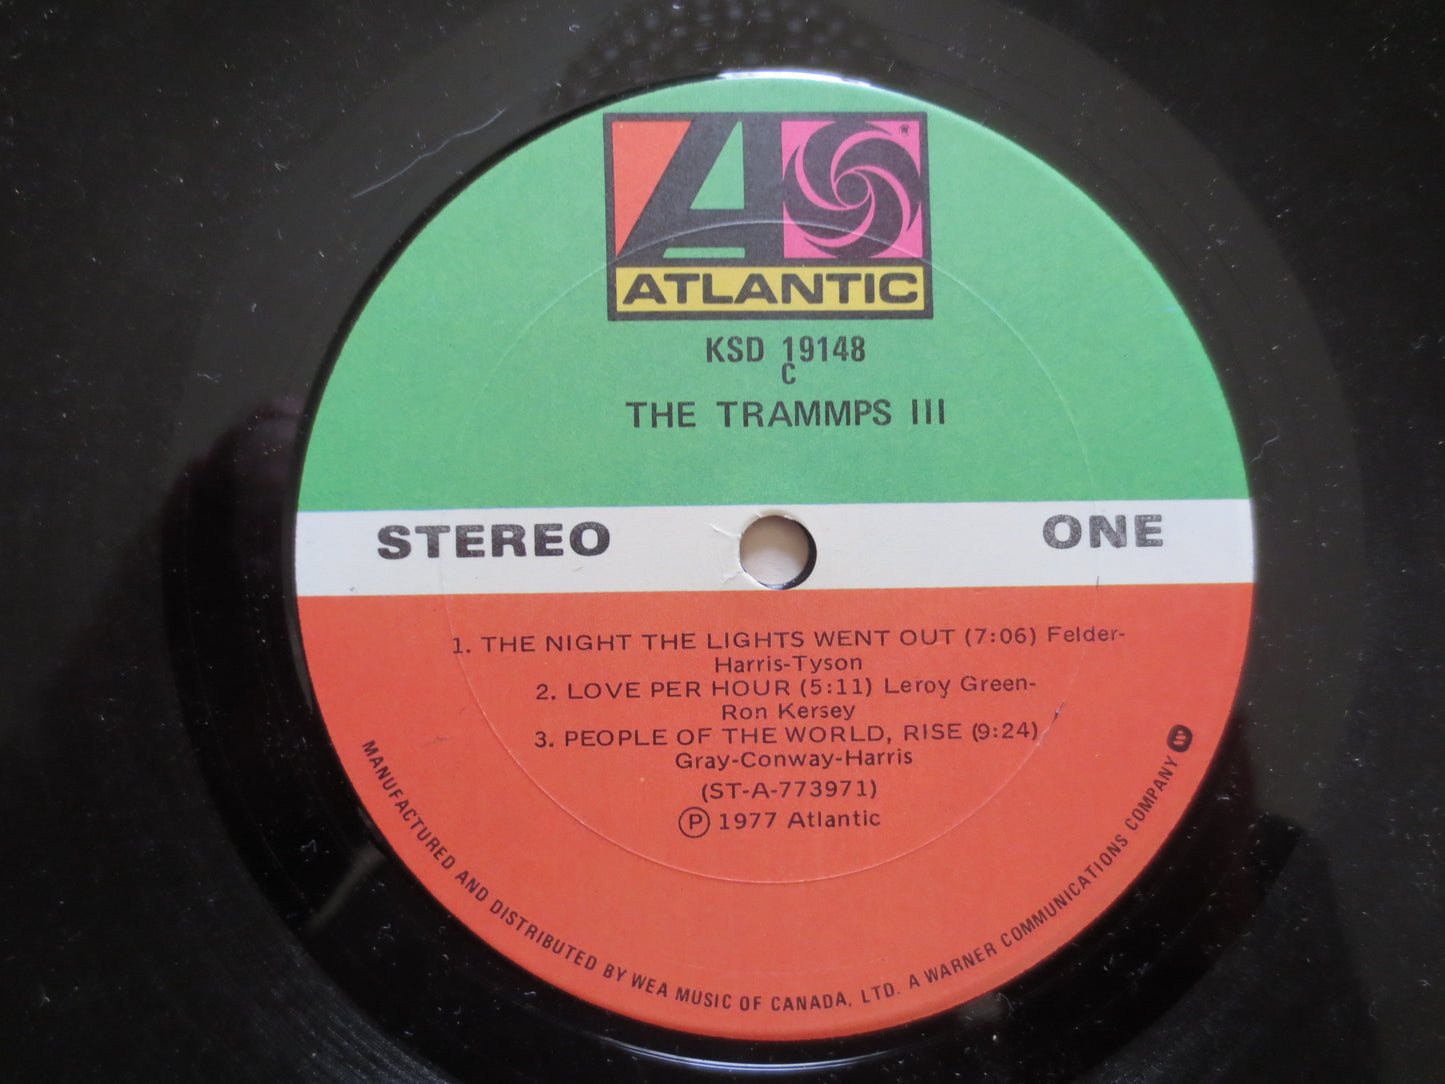 ATLANTIC
®
KSD 19148
C
THE TRAMMPS III
STEREO
ONE
1. THE NIGHT THE LIGHTS WENT OUT (7:06) Felder-
Harris-Tyson
2. LOVE PER HOUR (5:11) Leroy Green-
Ron Kersey
3. PEOPLE OF THE WORLD, RISE (9:24)
Gray-Conway-Harris
(ST-A-773971)
Ⓟ 1977 Atlantic
MANUFACTURED AND DISTRIBUTED BY WEA MUSIC OF CANADA, LTD. A WARNER COMMUNICATIONS COMPANY